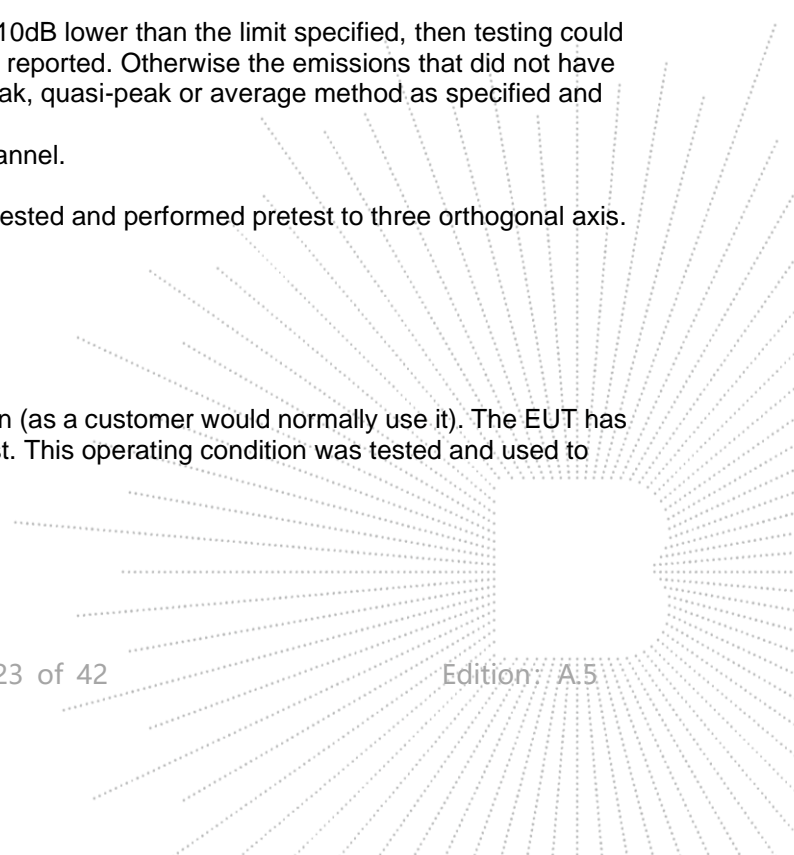 10dB lower than the limit specified, then testing could
reported. Otherwise the emissions that did not have
ak, quasi-peak or average method as specified and
annel.
ested and performed pretest to three orthogonal axis.
n (as a customer would normally use it). The EUT has
st. This operating condition was tested and used to
23 of 42 Edition: A.5